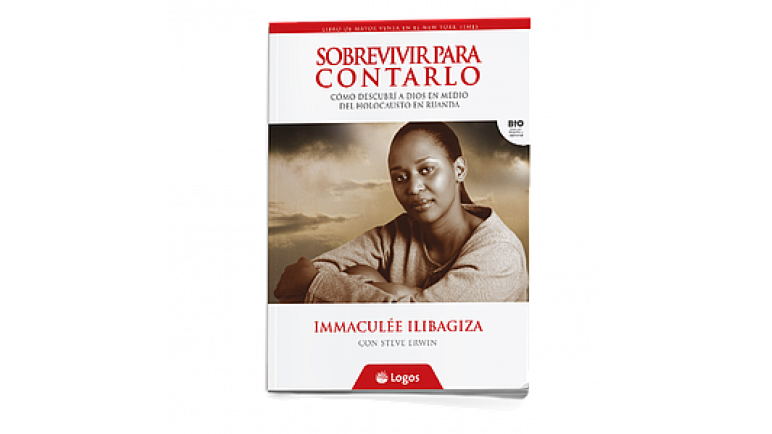 LIBRO DE MAYOR VENTA EN EL NEW YORK TIMES
SOBREVIVIR PARA
CONTARLO
CÓMO DESCUBRÍ A DIOS EN MEDIO
DEL HOLOCAUSTO EN RUANDA
BIO
IMMACULÉE ILIBAGIZA
CON STEVE ERWIN
Logos